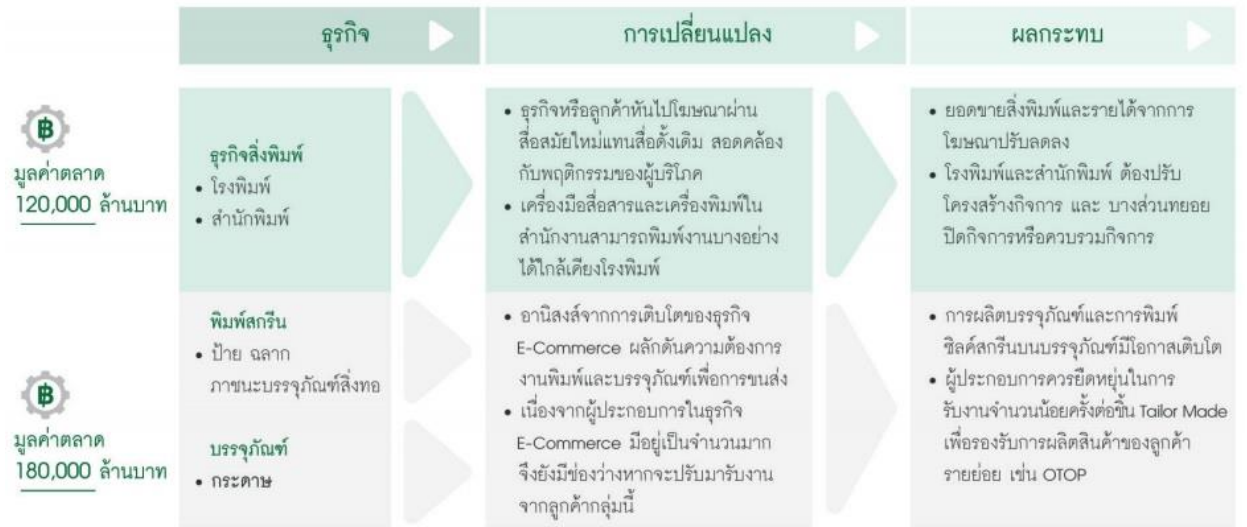 ธุรกิจ
การเปลี่ยนแปลง
ผลกระทบ
฿
มูลค่าตลาด
120,000 ล้านบาท
ธุรกิจสิ่งพิมพ์
• โรงพิมพ์
• สำนักพิมพ์
• ธุรกิจหรือลูกค้าหันไปโฆษณาผ่าน
สื่อสมัยใหม่แทนสื่อดั้งเดิม สอดคล้อง
กับพฤติกรรมของผู้บริโภค
• เครื่องมือสื่อสารและเครื่องพิมพ์ใน
สำนักงานสามารถพิมพ์งานบางอย่าง
ได้ใกล้เคียงโรงพิมพ์
• ยอดขายสิ่งพิมพ์และรายได้จากการ
โฆษณาปรับลดลง
• โรงพิมพ์และสำนักพิมพ์ ต้องปรับ
โครงสร้างกิจการ และ บางส่วนทยอย
ปิดกิจการหรือควบรวมกิจการ
฿
มูลค่าตลาด
180,000 ล้านบาท
พิมพ์สกรีน
• ป้าย ฉลาก
ภาชนะบรรจุภัณฑ์สิ่งทอ
บรรจุภัณฑ์
• กระดาษ
• อานิสงส์จากการเติบโตของธุรกิจ
E-Commerce ผลักดันความต้องการ
งานพิมพ์และบรรจุภัณฑ์เพื่อการขนส่ง
• เนื่องจากผู้ประกอบการในธุรกิจ
E-Commerce มีอยู่เป็นจำนวนมาก
จึงยังมีช่องว่างหากจะปรับมารับงาน
จากลูกค้ากลุ่มนี้
• การผลิตบรรจุภัณฑ์และการพิมพ์
ซิลค์สกรีนบนบรรจุภัณฑ์มีโอกาสเติบโต
• ผู้ประกอบการควรยืดหยุ่นในการ
รับงานจำนวนน้อยครั้งต่อชิ้น Tailor Made
เพื่อรองรับการผลิตสินค้าของลูกค้า
รายย่อย เช่น OTOP